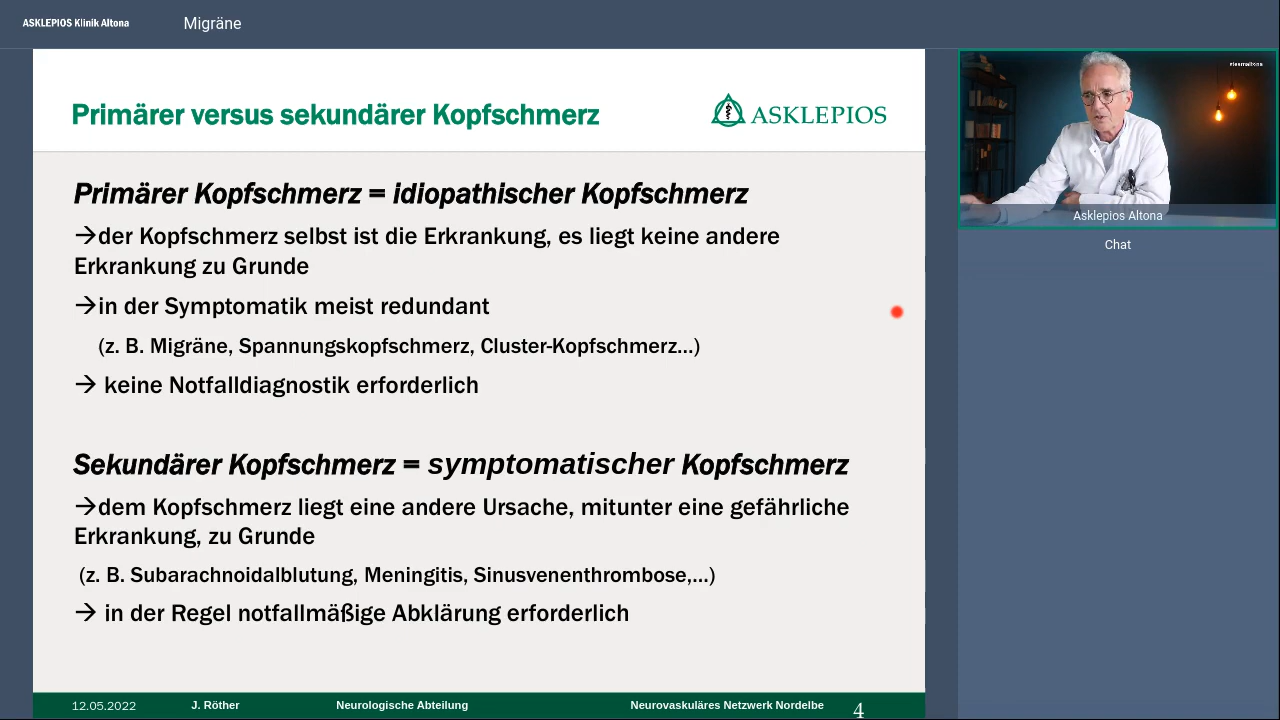 ASKLEPIOS Klinik Altona
Migräne
Primärer versus sekundärer Kopfschmerz
ASKLEPIOS
Primärer Kopfschmerz = idiopathischer Kopfschmerz
→der Kopfschmerz selbst ist die Erkrankung, es liegt keine andere
Erkrankung zu Grunde
→in der Symptomatik meist redundant
(z. B. Migräne, Spannungskopfschmerz, Cluster-Kopfschmerz...)
→ keine Notfalldiagnostik erforderlich
Sekundärer Kopfschmerz = symptomatischer Kopfschmerz
→dem Kopfschmerz liegt eine andere Ursache, mitunter eine gefährliche
Erkrankung, zu Grunde
(z. B. Subarachnoidalblutung, Meningitis, Sinusvenenthrombose,...)
→ in der Regel notfallmäßige Abklärung erforderlich
12.05.2022 J. Röther Neurologische Abteilung Neurovaskuläres Netzwerk Nordelbe 4
#teamaltona
Asklepios Altona
Chat